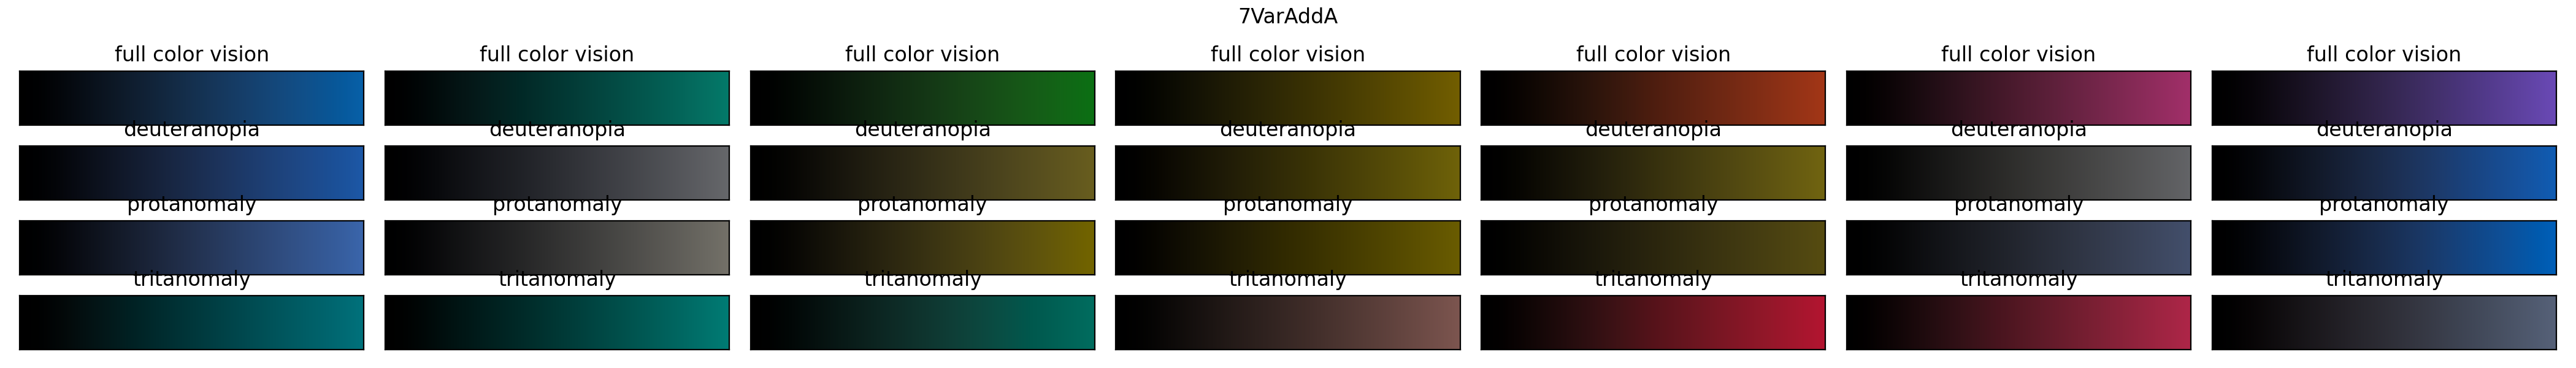 7VarAddA
full color vision full color vision full color vision full color vision full color vision full color vision full color vision
deuteranopia deuteranopia deuteranopia deuteranopia deuteranopia deuteranopia deuteranopia
protanomaly protanomaly protanomaly protanomaly protanomaly protanomaly protanomaly
tritanomaly tritanomaly tritanomaly tritanomaly tritanomaly tritanomaly tritanomaly